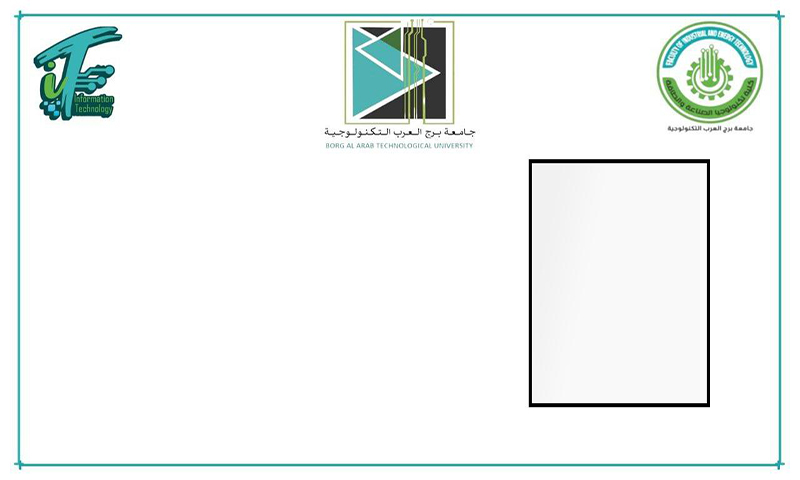 iT
Information
Technology
جامعة برج العرب التكنولوجية
BORG AL ARAB TECHNOLOGICAL UNIVERSITY
FACULTY OF INDUSTRIAL AND ENERGY TECHNOLOGY
كلية تكنولوجيا الصناعة والطاقة
جامعة برج العرب التكنولوجية